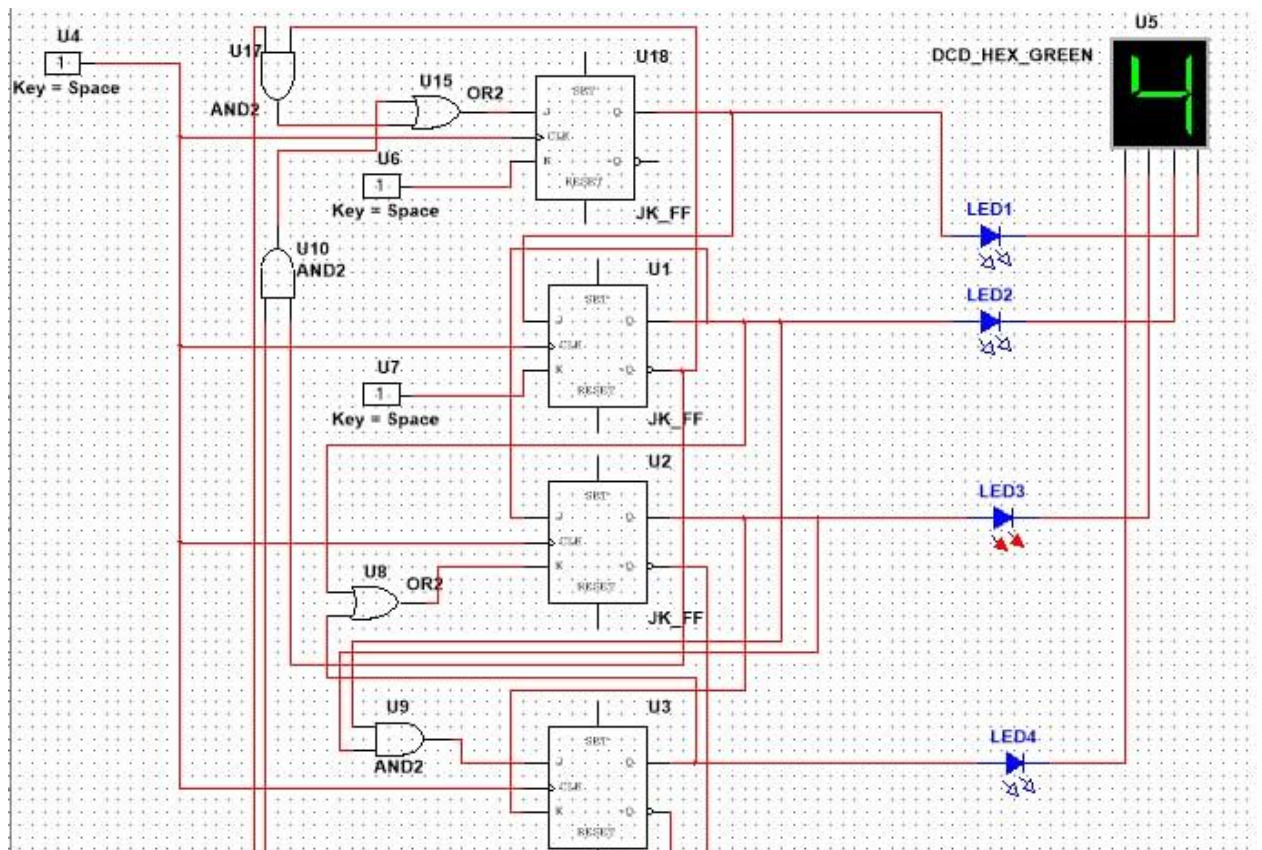 U4
1
Key = Space
U17
AND2
U15
OR2
U18
SET
J
Q
CLK
K
~Q
RESET
JK_FF
U6
1
Key = Space
U10
AND2
U1
SET
J
Q
CLK
K
~Q
RESET
JK_FF
U7
1
Key = Space
U2
SET
J
Q
CLK
K
~Q
RESET
JK_FF
U8
OR2
U9
AND2
U3
SET
J
Q
CLK
K
~Q
RESET
U5
DCD_HEX_GREEN
4
LED1
LED2
LED3
LED4